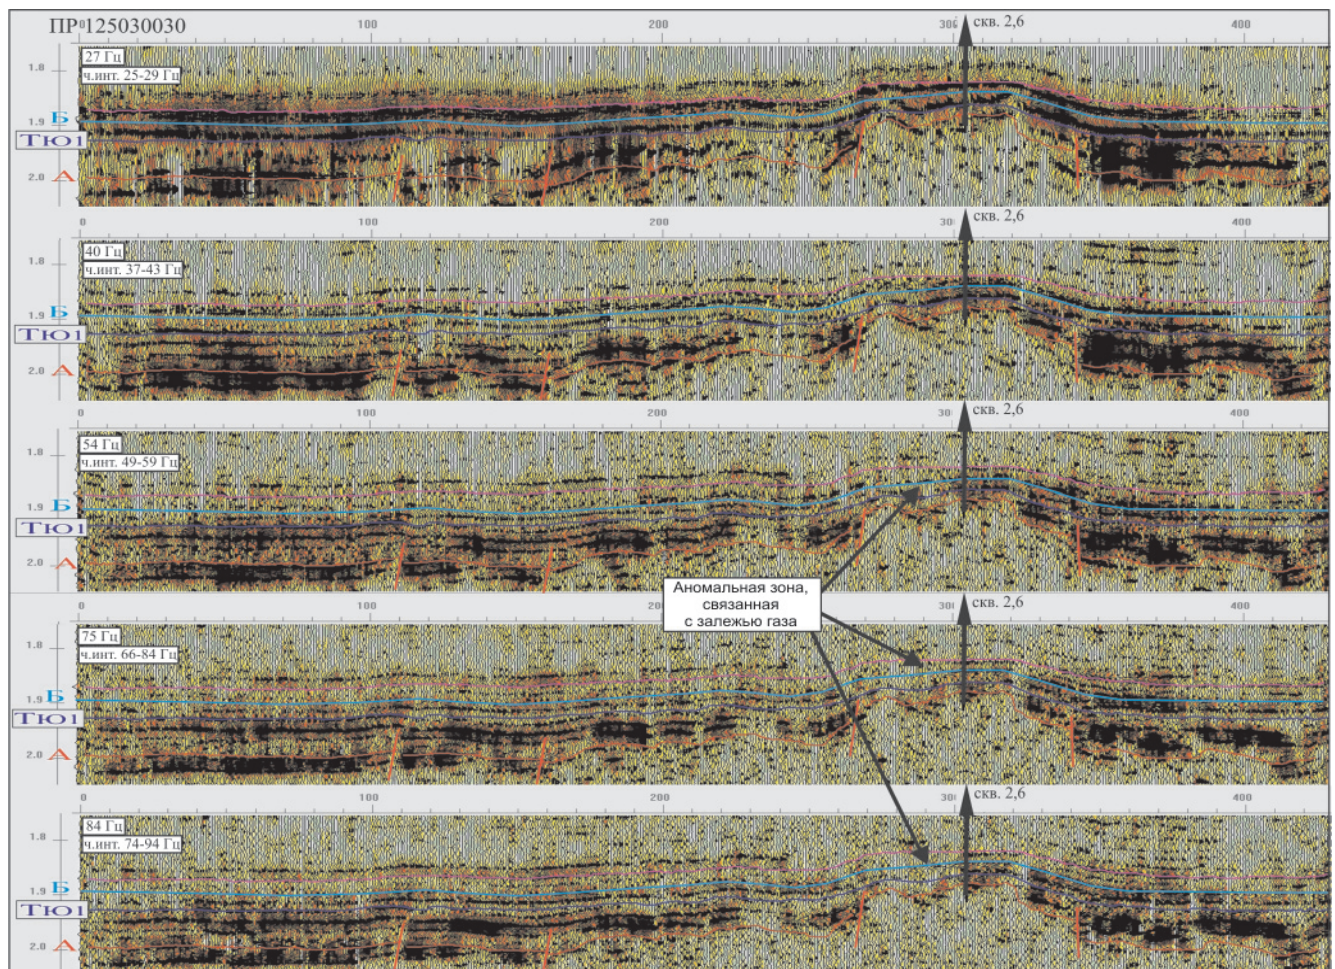 ПР 125030030
0 100 200 300 400
27 Гц
ч.инт. 25-29 Гц
скв. 2,6
1.8
Б 1.9
ТЮ1
А 2.0
0 100 200 300 400
40 Гц
ч.инт. 37-43 Гц
скв. 2,6
1.8
Б 1.9
ТЮ1
А 2.0
0 100 200 300 400
54 Гц
ч.инт. 49-59 Гц
скв. 2,6
1.8
Б 1.9
ТЮ1
А 2.0
Аномальная зона,
связанная
с залежью газа
0 100 200 300 400
75 Гц
ч.инт. 66-84 Гц
скв. 2,6
1.8
Б 1.9
ТЮ1
А 2.0
0 100 200 300 400
84 Гц
ч.инт. 74-94 Гц
скв. 2,6
1.8
Б 1.9
ТЮ1
А 2.0